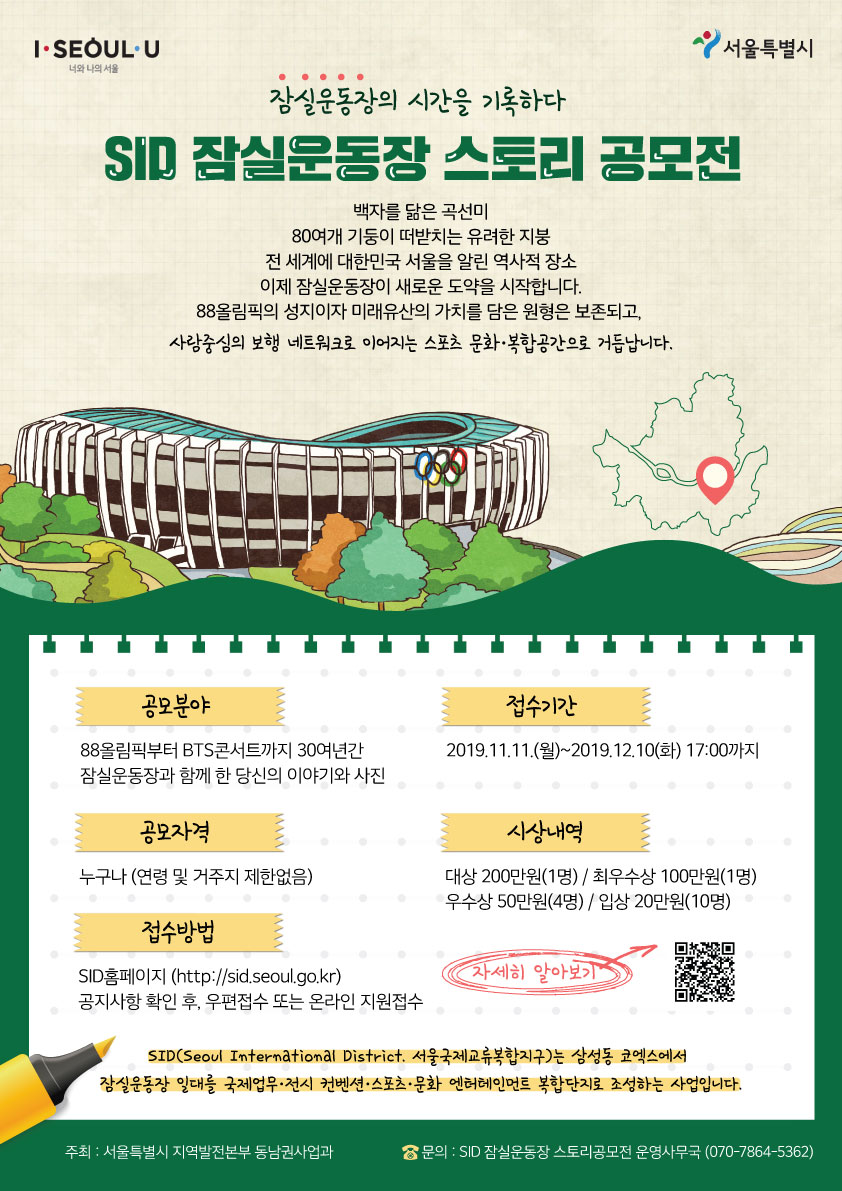 I·SEOUL·U
너와 나의 서울
서울특별시
잠실운동장의 시간을 기록하다
SID 잠실운동장 스토리 공모전
백자를 닮은 곡선미
80여개 기둥이 떠받치는 유려한 지붕
전 세계에 대한민국 서울을 알린 역사적 장소
이제 잠실운동장이 새로운 도약을 시작합니다.
88올림픽의 성지이자 미래유산의 가치를 담은 원형은 보존되고,
사람중심의 보행 네트워크로 이어지는 스포츠 문화·복합공간으로 거듭납니다.
공모분야
88올림픽부터 BTS콘서트까지 30여년간
잠실운동장과 함께 한 당신의 이야기와 사진
접수기간
2019.11.11.(월)~2019.12.10(화) 17:00까지
공모자격
누구나 (연령 및 거주지 제한없음)
시상내역
대상 200만원(1명) / 최우수상 100만원(1명)
우수상 50만원(4명) / 입상 20만원(10명)
접수방법
SID홈페이지 (http://sid.seoul.go.kr)
공지사항 확인 후, 우편접수 또는 온라인 지원접수
자세히 알아보기
SID(Seoul International District. 서울국제교류복합지구)는 삼성동 코엑스에서
잠실운동장 일대를 국제업무·전시 컨벤션·스포츠·문화 엔터테인먼트 복합단지로 조성하는 사업입니다.
주최 : 서울특별시 지역발전본부 동남권사업과
문의 : SID 잠실운동장 스토리공모전 운영사무국 (070-7864-5362)